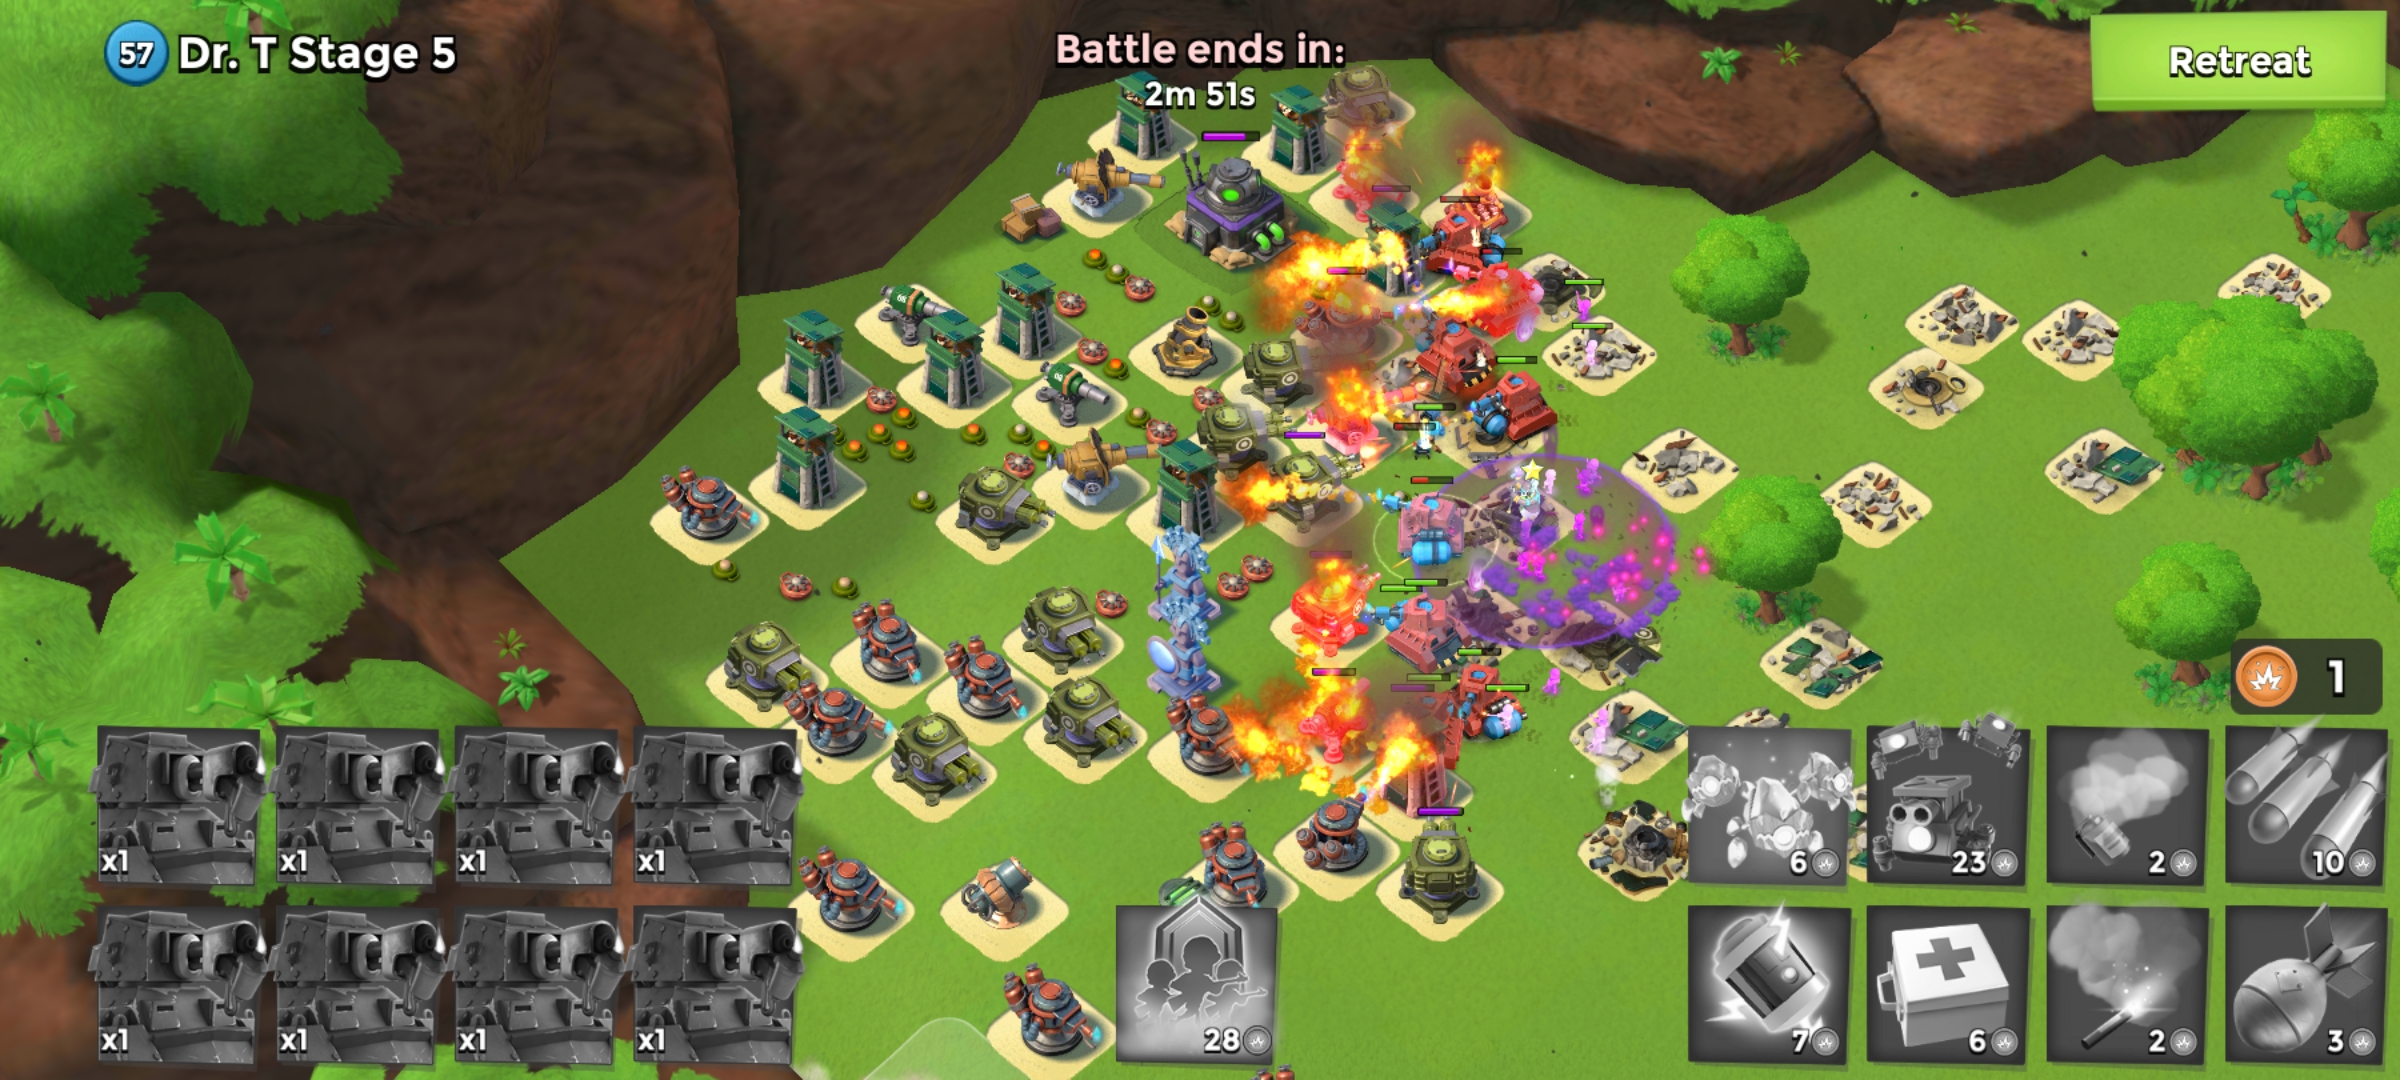 57 Dr. T Stage 5
Battle ends in:
2m 51s
Retreat
1
x1 x1 x1 x1
6 23 2 10
x1 x1 x1 x1
28
7 6 2 3